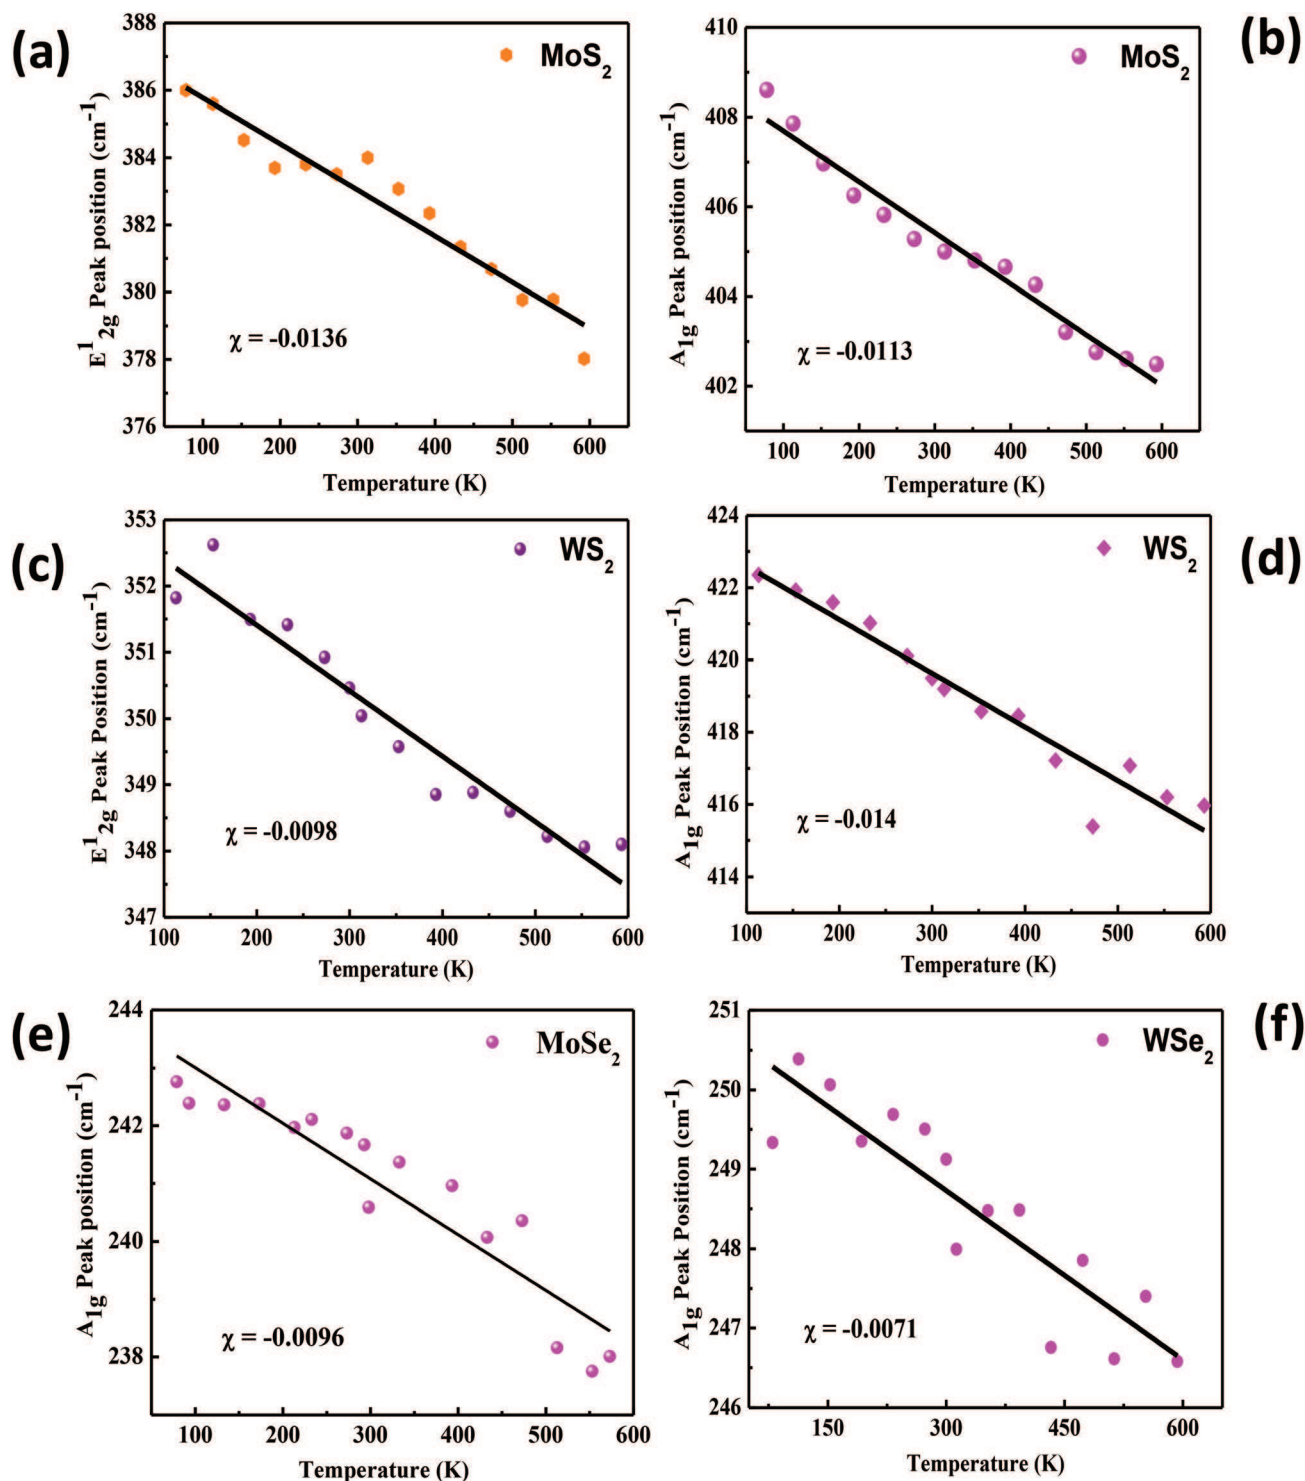 (a)
MoS₂
E¹₂g Peak position (cm⁻¹)
388
386
384
382
380
378
376
χ = -0.0136
100 200 300 400 500 600
Temperature (K)
(b)
MoS₂
A₁g Peak position (cm⁻¹)
410
408
406
404
402
χ = -0.0113
100 200 300 400 500 600
Temperature (K)
(c)
WS₂
E¹₂g Peak Position (cm⁻¹)
353
352
351
350
349
348
347
χ = -0.0098
100 200 300 400 500 600
Temperature (K)
(d)
WS₂
A₁g Peak Position (cm⁻¹)
424
422
420
418
416
414
χ = -0.014
100 200 300 400 500 600
Temperature (K)
(e)
MoSe₂
A₁g Peak position (cm⁻¹)
244
242
240
238
χ = -0.0096
100 200 300 400 500 600
Temperature (K)
(f)
WSe₂
A₁g Peak Position (cm⁻¹)
251
250
249
248
247
246
χ = -0.0071
150 300 450 600
Temperature (K)